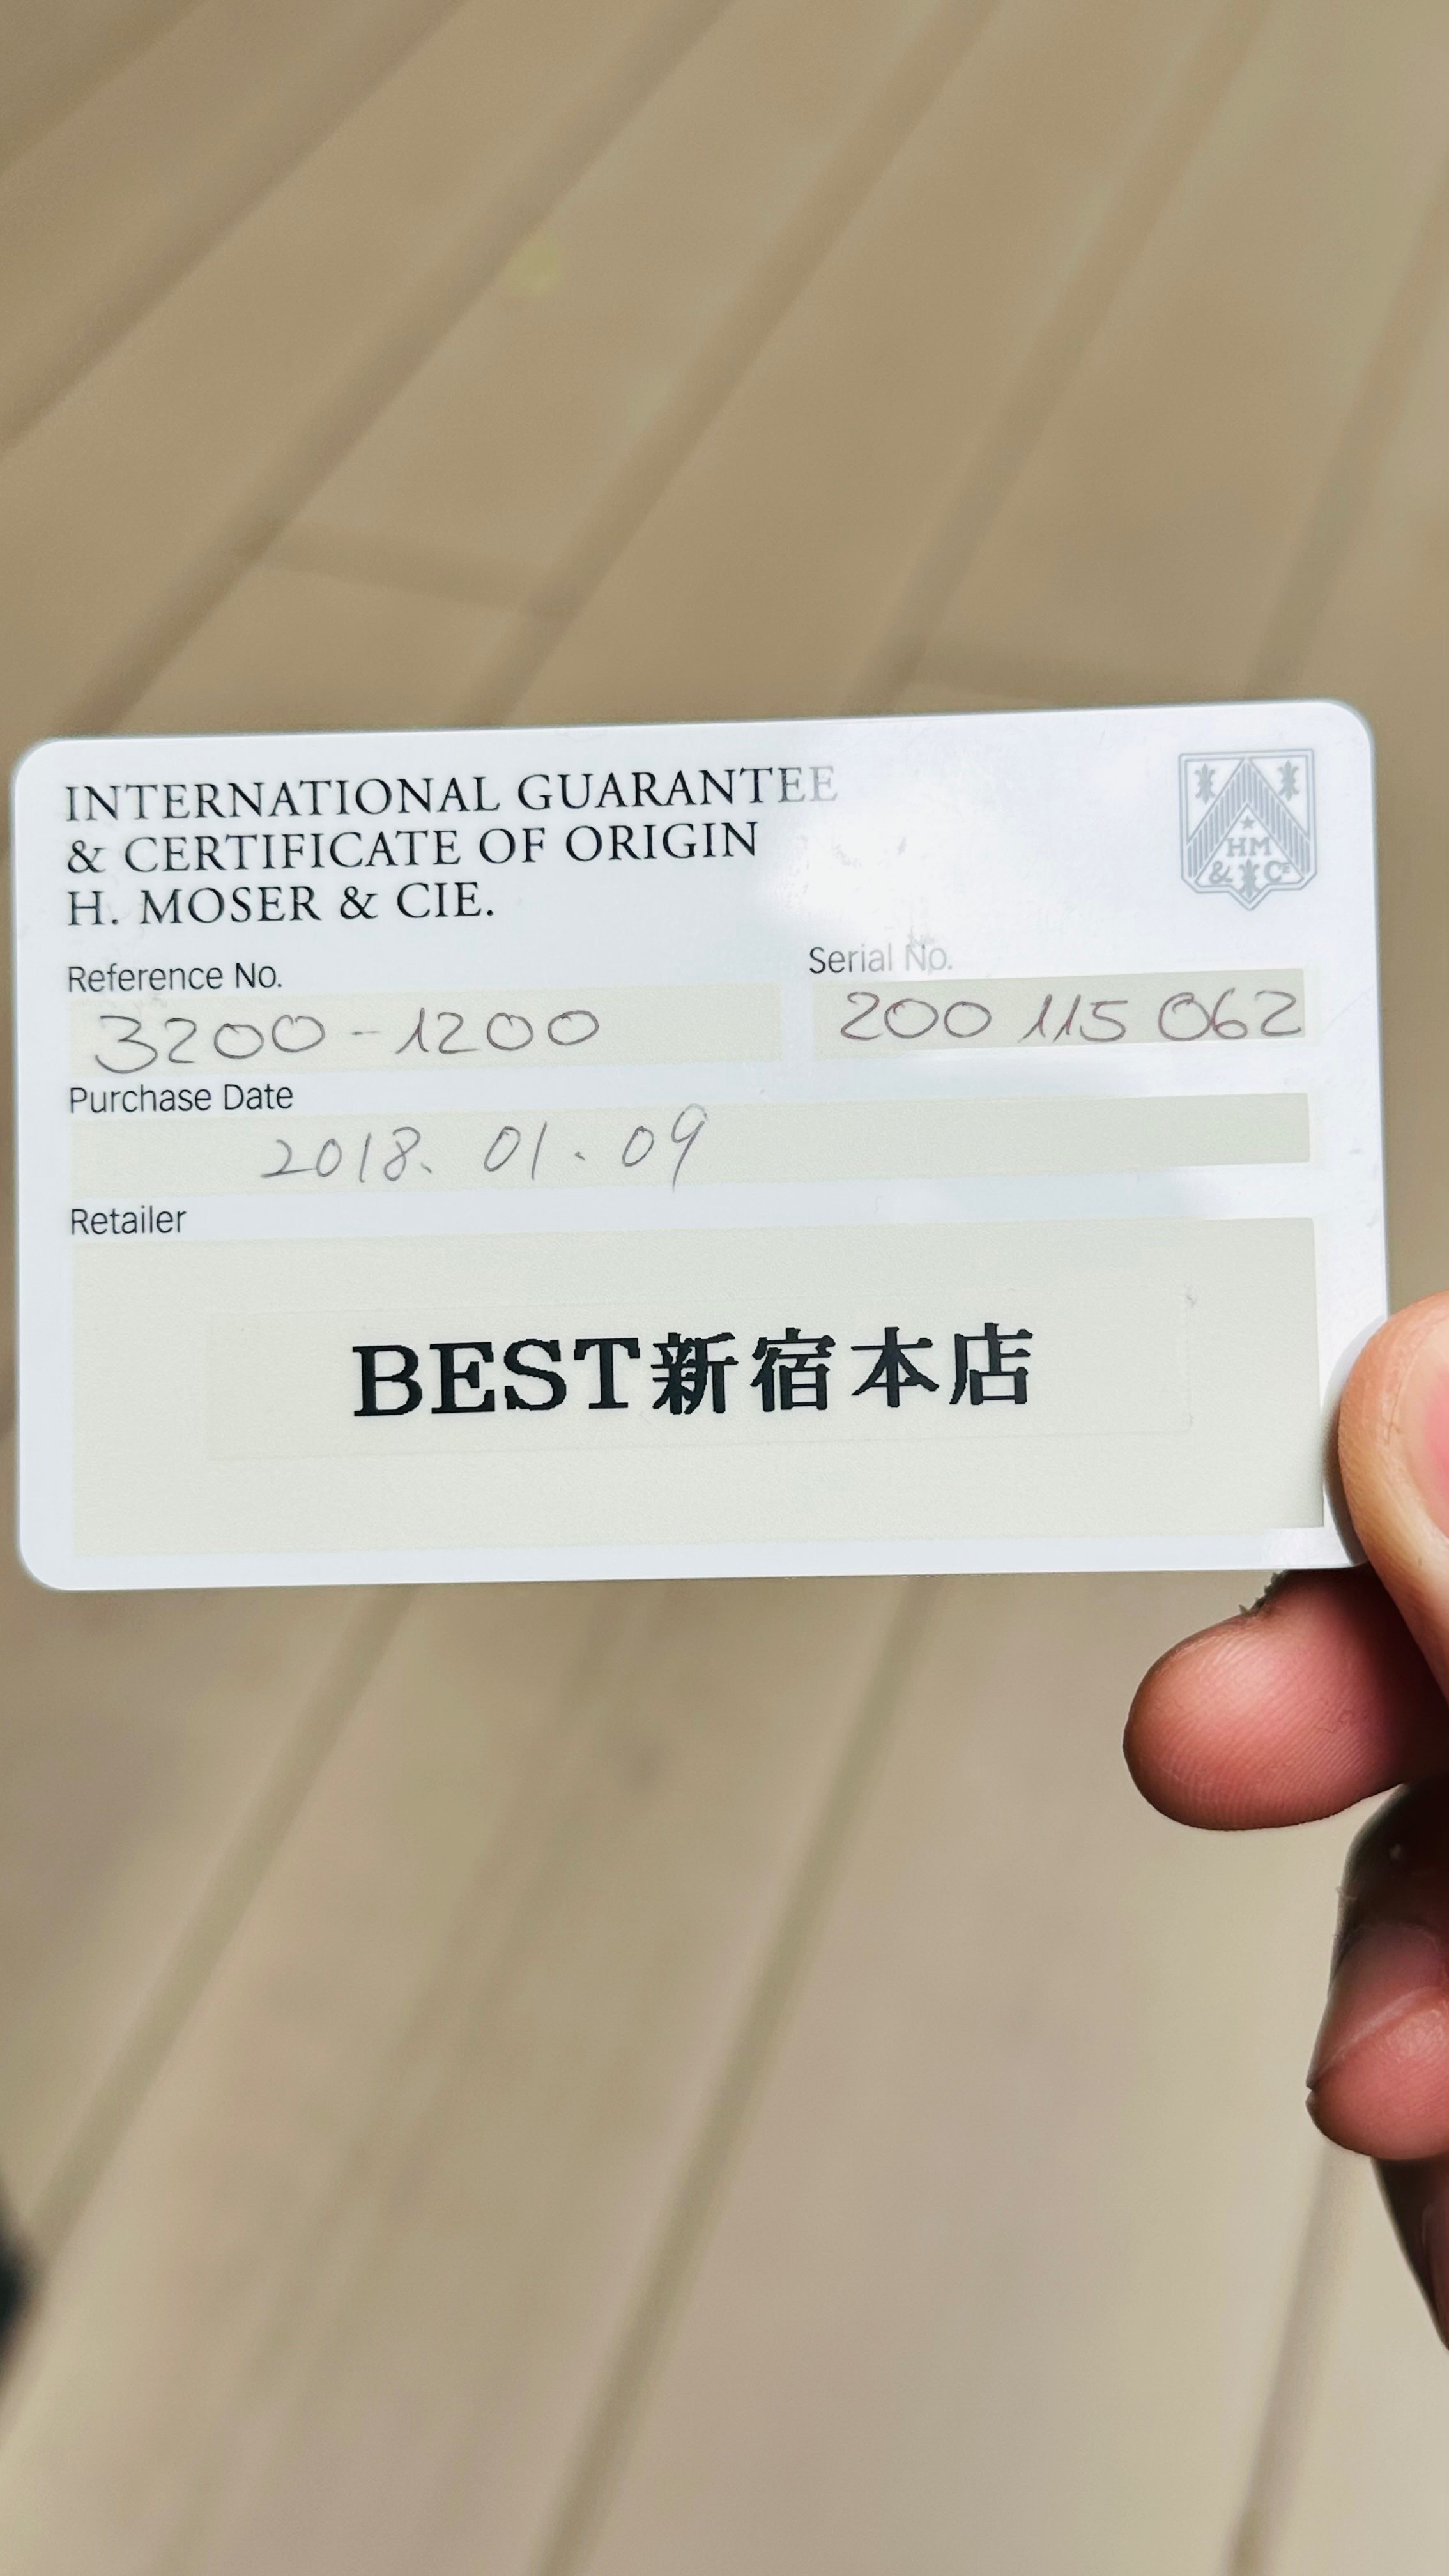 INTERNATIONAL GUARANTEE
& CERTIFICATE OF ORIGIN
H. MOSER & CIE.
HM
& Cᴱ
Reference No.
3200-1200
Serial No.
200 115 062
Purchase Date
2018. 01. 09
Retailer
BEST新宿本店